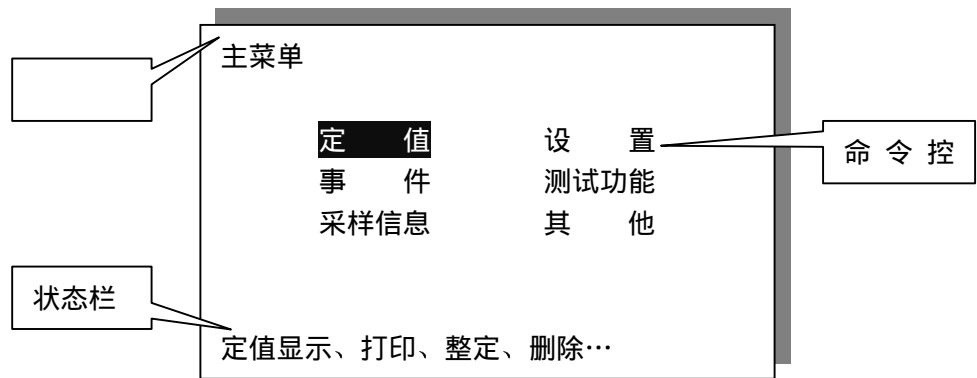 主菜单
定 值 设 置
命 令 控
事 件 测试功能
采样信息 其 他
状态栏
定值显示、打印、整定、删除…